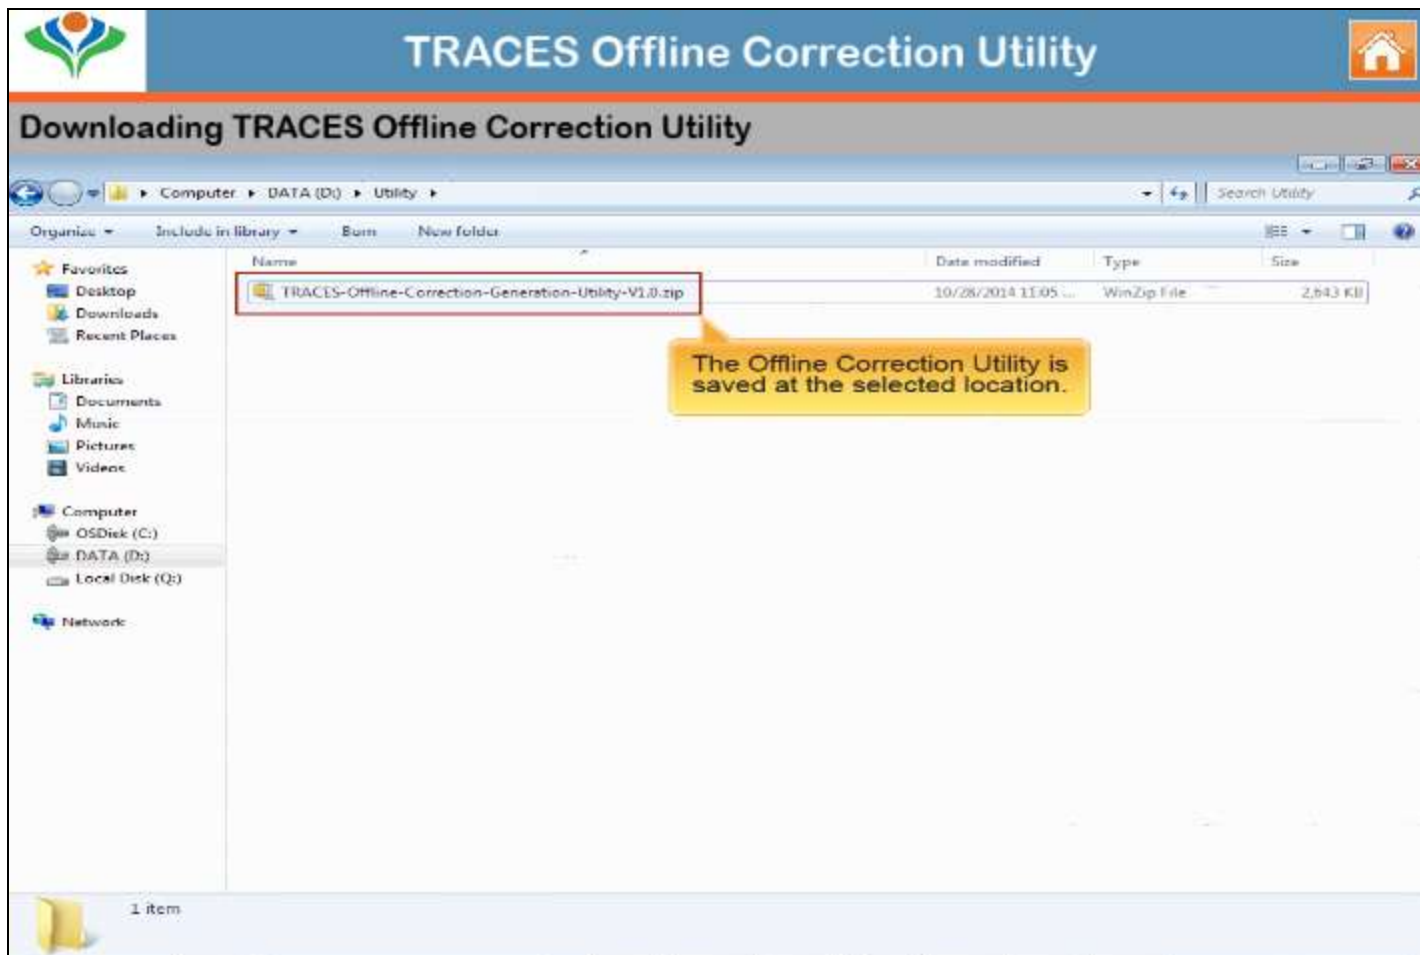 TRACES Offline Correction Utility
Downloading TRACES Offline Correction Utility
Computer ▸ DATA (D:) ▸ Utility ▸
Search Utility
Organize Include in library Burn New folder
Name Date modified Type Size
TRACES-Offline-Correction-Generation-Utility-V1.0.zip 10/28/2014 11:05 ... WinZip File 2,643 KB
The Offline Correction Utility is
saved at the selected location.
Favorites
Desktop
Downloads
Recent Places
Libraries
Documents
Music
Pictures
Videos
Computer
OSDisk (C:)
DATA (D:)
Local Disk (Q:)
Network
1 item